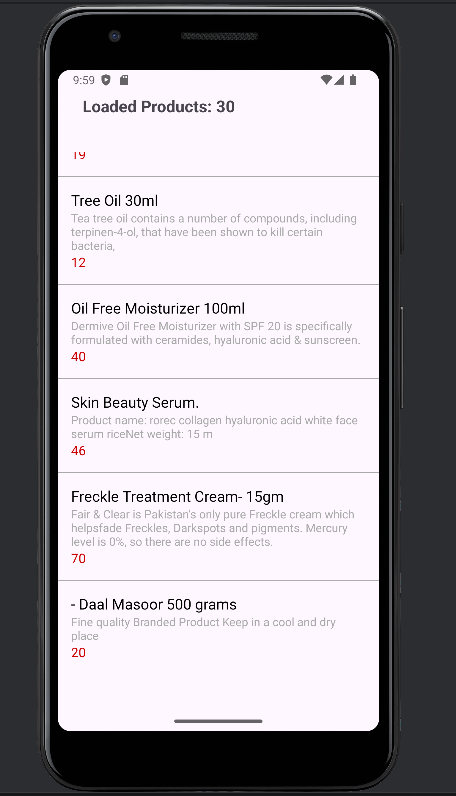 9:59
Loaded Products: 30
19
Tree Oil 30ml
Tea tree oil contains a number of compounds, including
terpinen-4-ol, that have been shown to kill certain
bacteria,
12
Oil Free Moisturizer 100ml
Dermive Oil Free Moisturizer with SPF 20 is specifically
formulated with ceramides, hyaluronic acid & sunscreen.
40
Skin Beauty Serum.
Product name: rorec collagen hyaluronic acid white face
serum riceNet weight: 15 m
46
Freckle Treatment Cream- 15gm
Fair & Clear is Pakistan's only pure Freckle cream which
helpsfade Freckles, Darkspots and pigments. Mercury
level is 0%, so there are no side effects.
70
- Daal Masoor 500 grams
Fine quality Branded Product Keep in a cool and dry
place
20